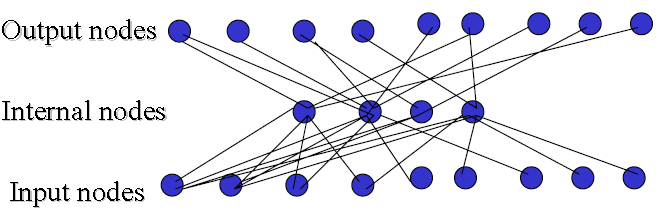 Output nodes
Internal nodes
Input nodes